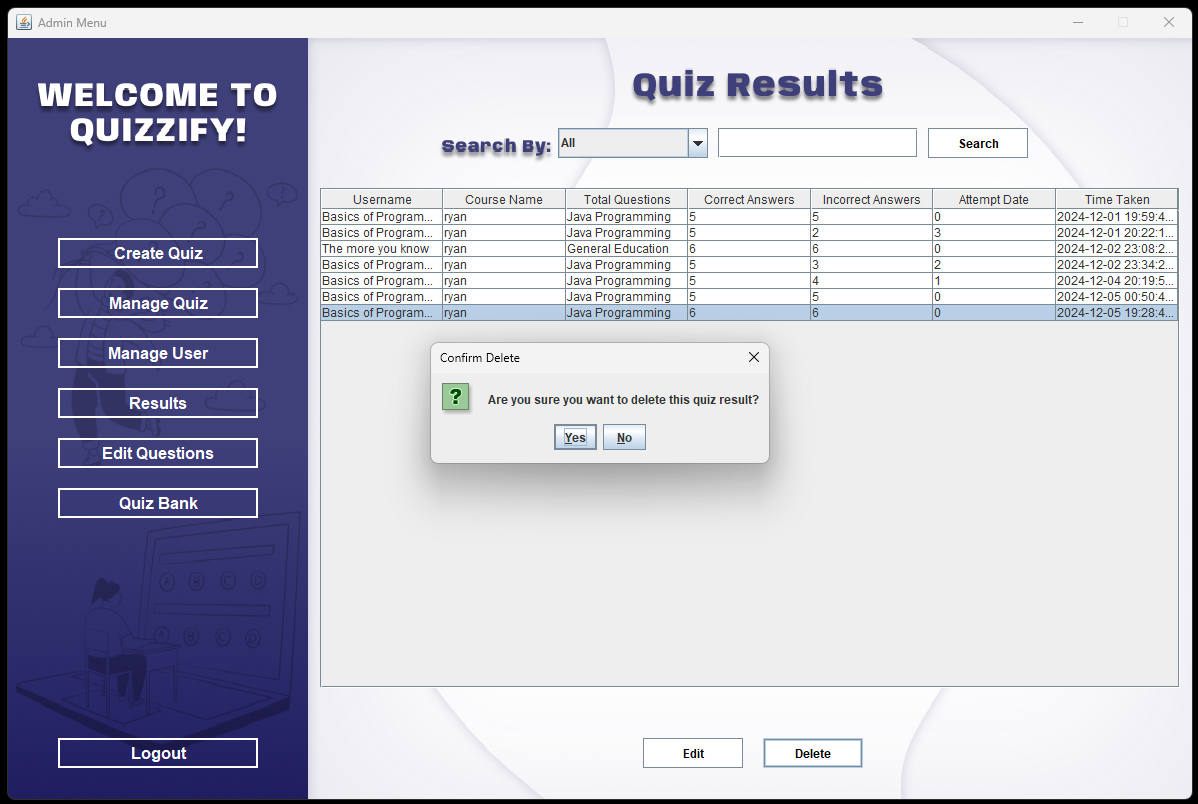 Admin Menu
WELCOME TO
QUIZZIFY!
Create Quiz
Manage Quiz
Manage User
Results
Edit Questions
Quiz Bank
Logout
Quiz Results
Search By: All Search
Username Course Name Total Questions Correct Answers Incorrect Answers Attempt Date Time Taken
Basics of Program... ryan Java Programming 5 5 0 2024-12-01 19:59:4...
Basics of Program... ryan Java Programming 5 2 3 2024-12-01 20:22:1...
The more you know ryan General Education 6 6 0 2024-12-02 23:08:2...
Basics of Program... ryan Java Programming 5 3 2 2024-12-02 23:34:2...
Basics of Program... ryan Java Programming 5 4 1 2024-12-04 20:19:5...
Basics of Program... ryan Java Programming 5 5 0 2024-12-05 00:50:4...
Basics of Program... ryan Java Programming 6 6 0 2024-12-05 19:28:4...
Confirm Delete
? Are you sure you want to delete this quiz result?
Yes No
Edit Delete
A B C D
A B C D